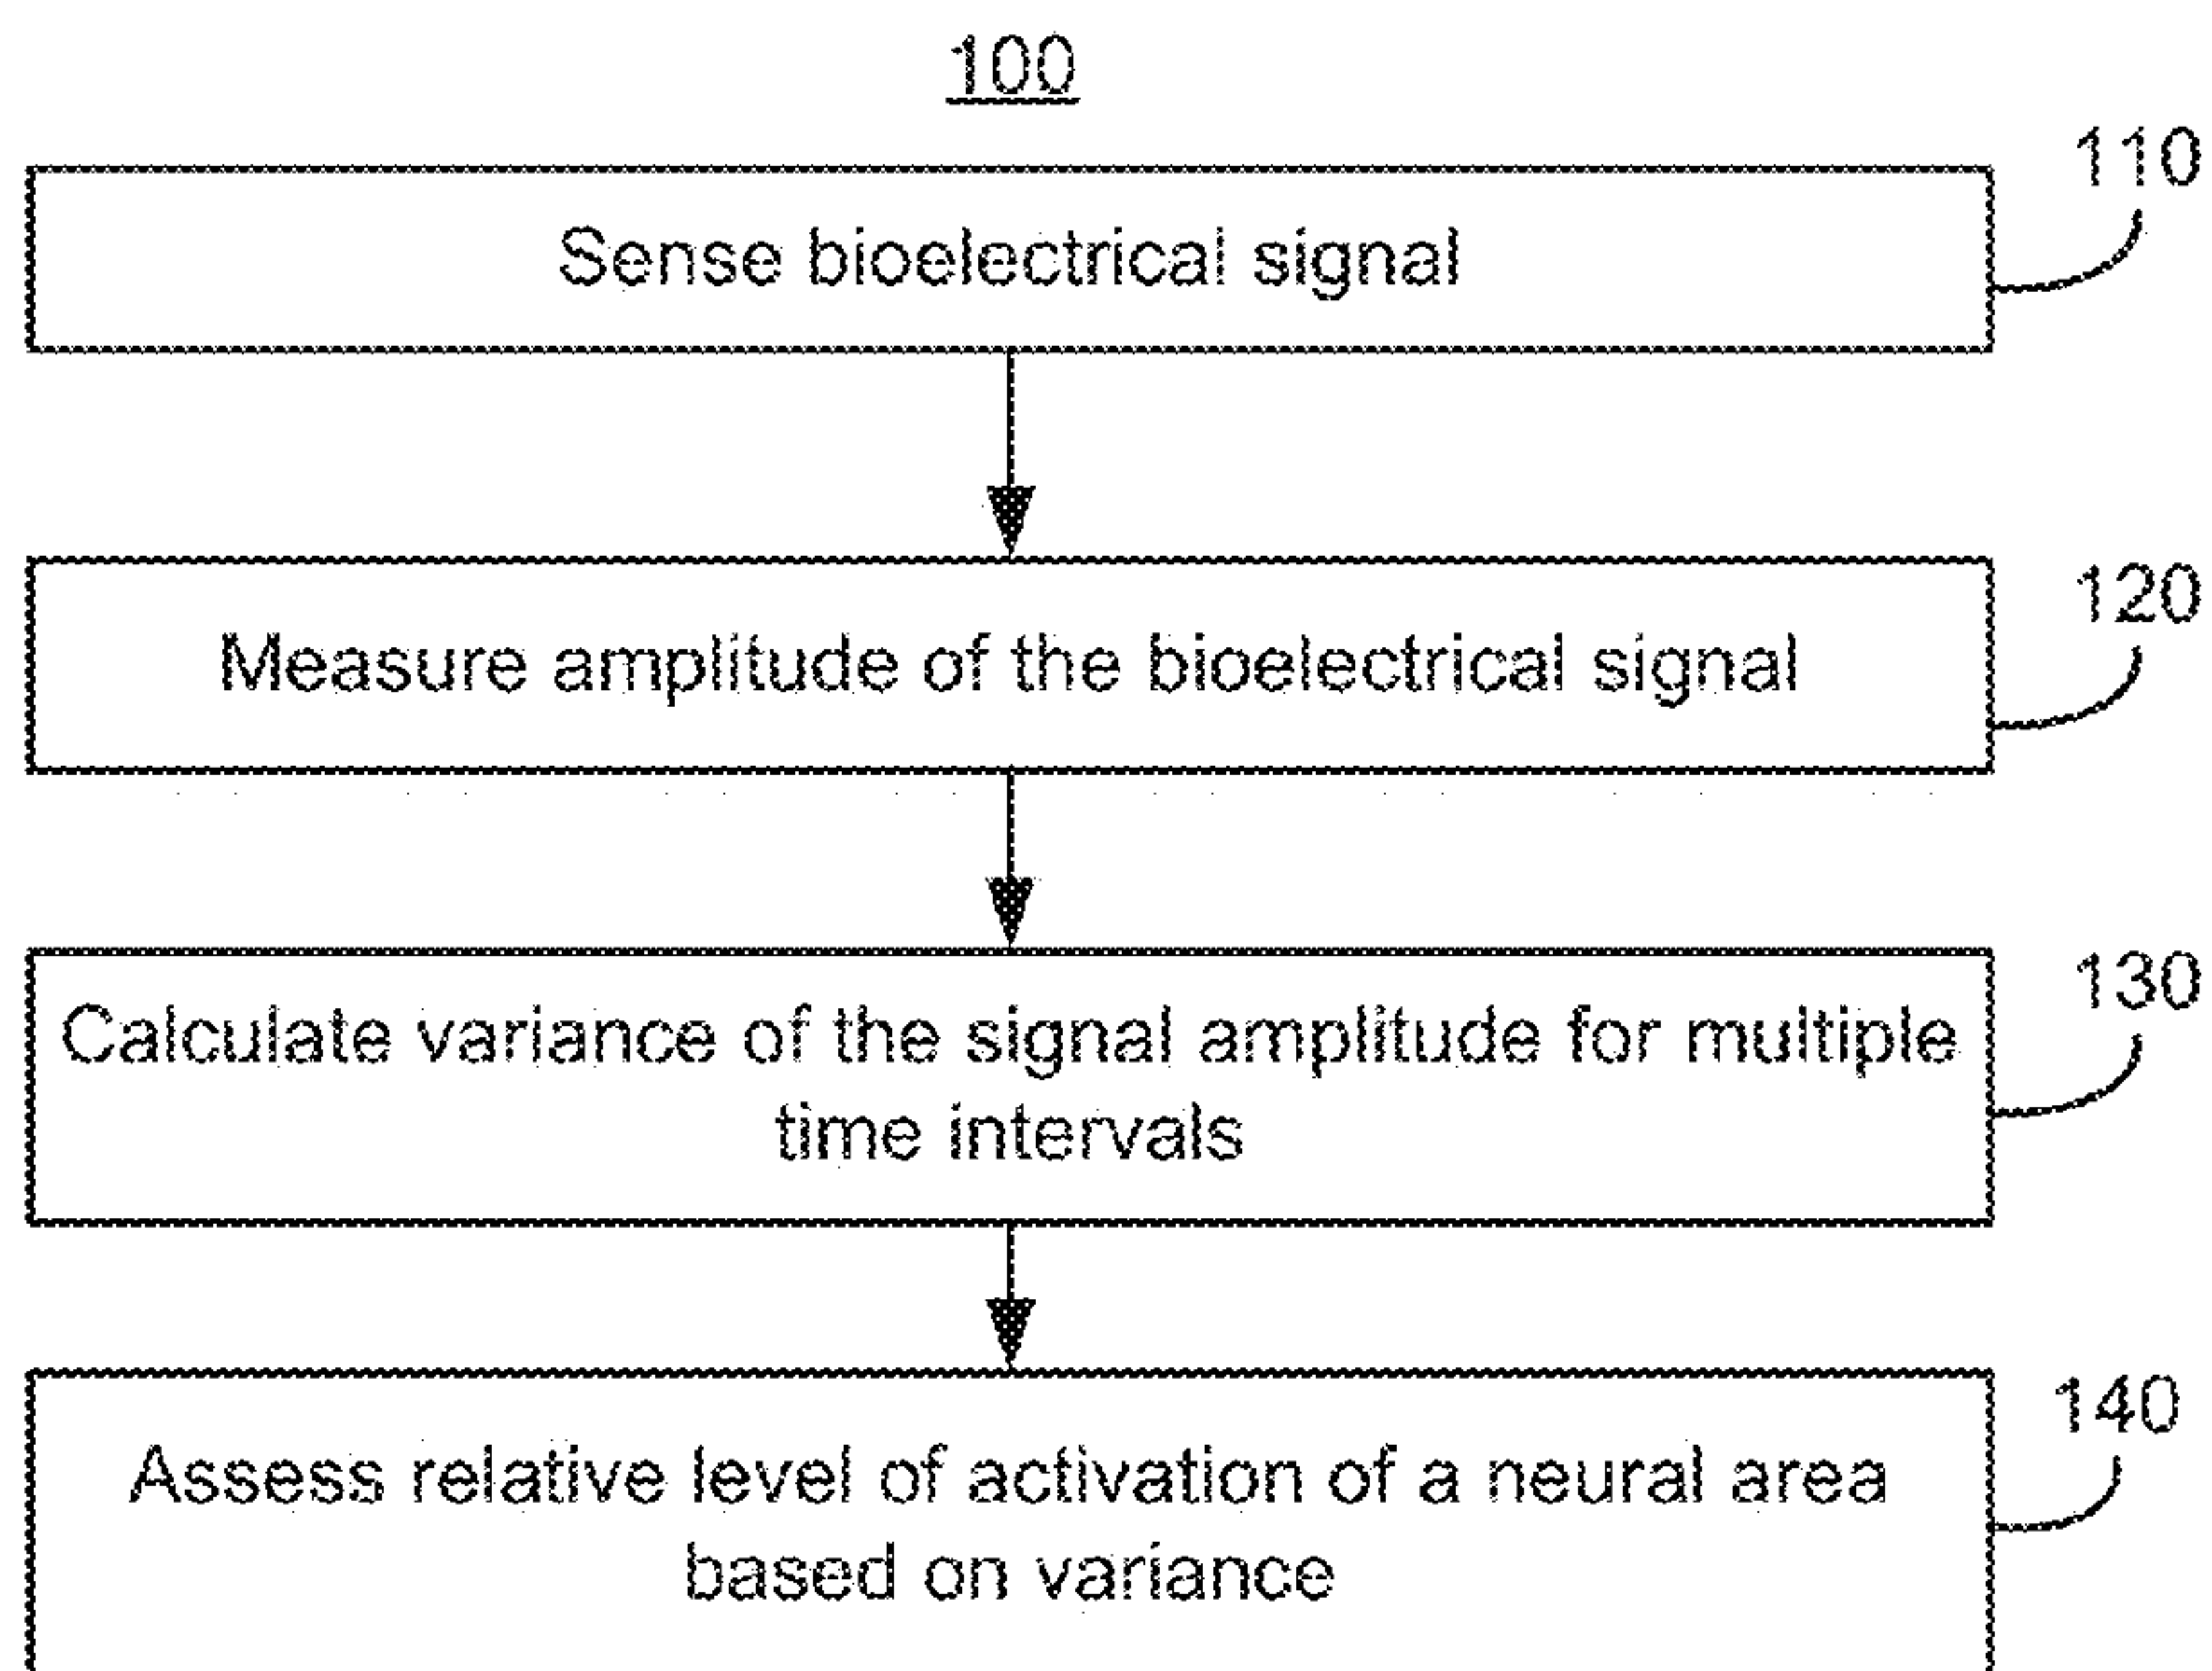 100
110
Sense bioelectrical signal
120
Measure amplitude of the bioelectrical signal
130
Calculate variance of the signal amplitude for multiple
time intervals
140
Assess relative level of activation of a neural area
based on variance